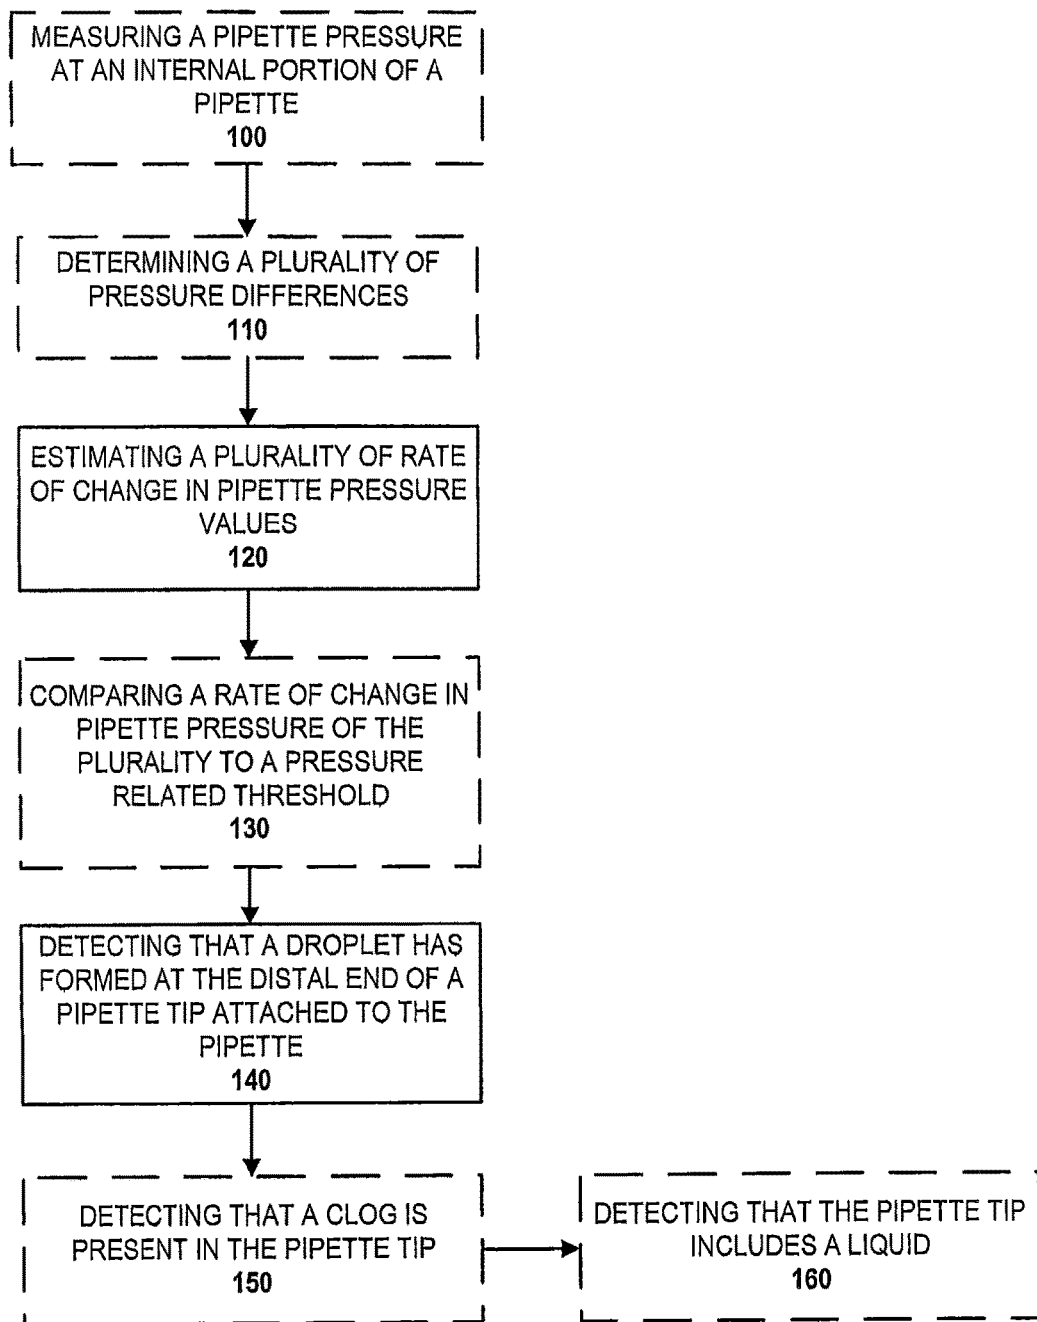 MEASURING A PIPETTE PRESSURE
AT AN INTERNAL PORTION OF A
PIPETTE
100
DETERMINING A PLURALITY OF
PRESSURE DIFFERENCES
110
ESTIMATING A PLURALITY OF RATE
OF CHANGE IN PIPETTE PRESSURE
VALUES
120
COMPARING A RATE OF CHANGE IN
PIPETTE PRESSURE OF THE
PLURALITY TO A PRESSURE
RELATED THRESHOLD
130
DETECTING THAT A DROPLET HAS
FORMED AT THE DISTAL END OF A
PIPETTE TIP ATTACHED TO THE
PIPETTE
140
DETECTING THAT A CLOG IS
PRESENT IN THE PIPETTE TIP
150
DETECTING THAT THE PIPETTE TIP
INCLUDES A LIQUID
160